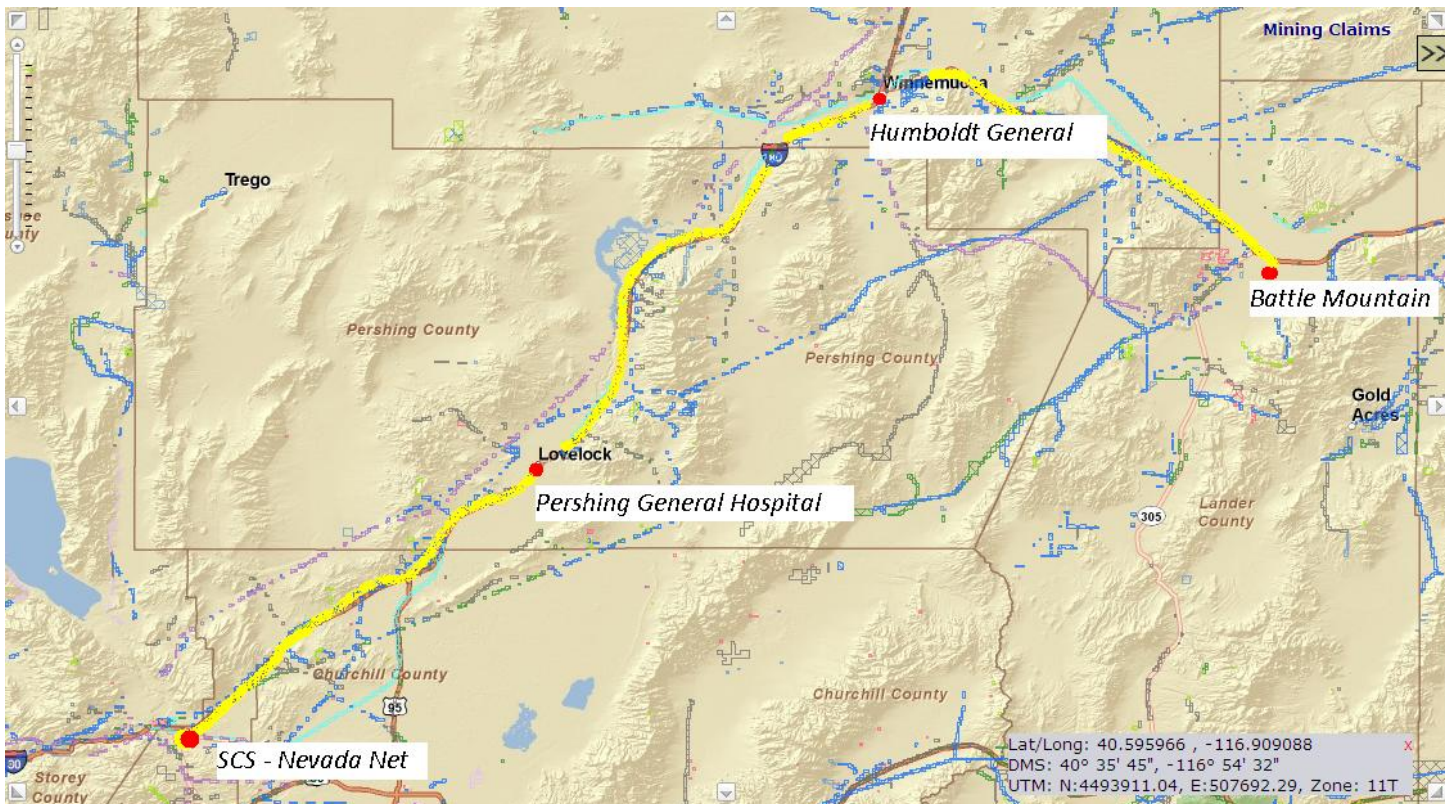 Mining Claims
>>
Winnemucca
Humboldt General
80
Trego
Battle Mountain
Pershing County
Pershing County
Gold
Acres
Lovelock
Pershing General Hospital
Lander
County
305
Churchill County
Churchill County
95
SCS - Nevada Net
Storey
County
Lat/Long: 40.595966 , -116.909088
x
DMS: 40° 35' 45", -116° 54' 32"
UTM: N:4493911.04, E:507692.29, Zone: 11T